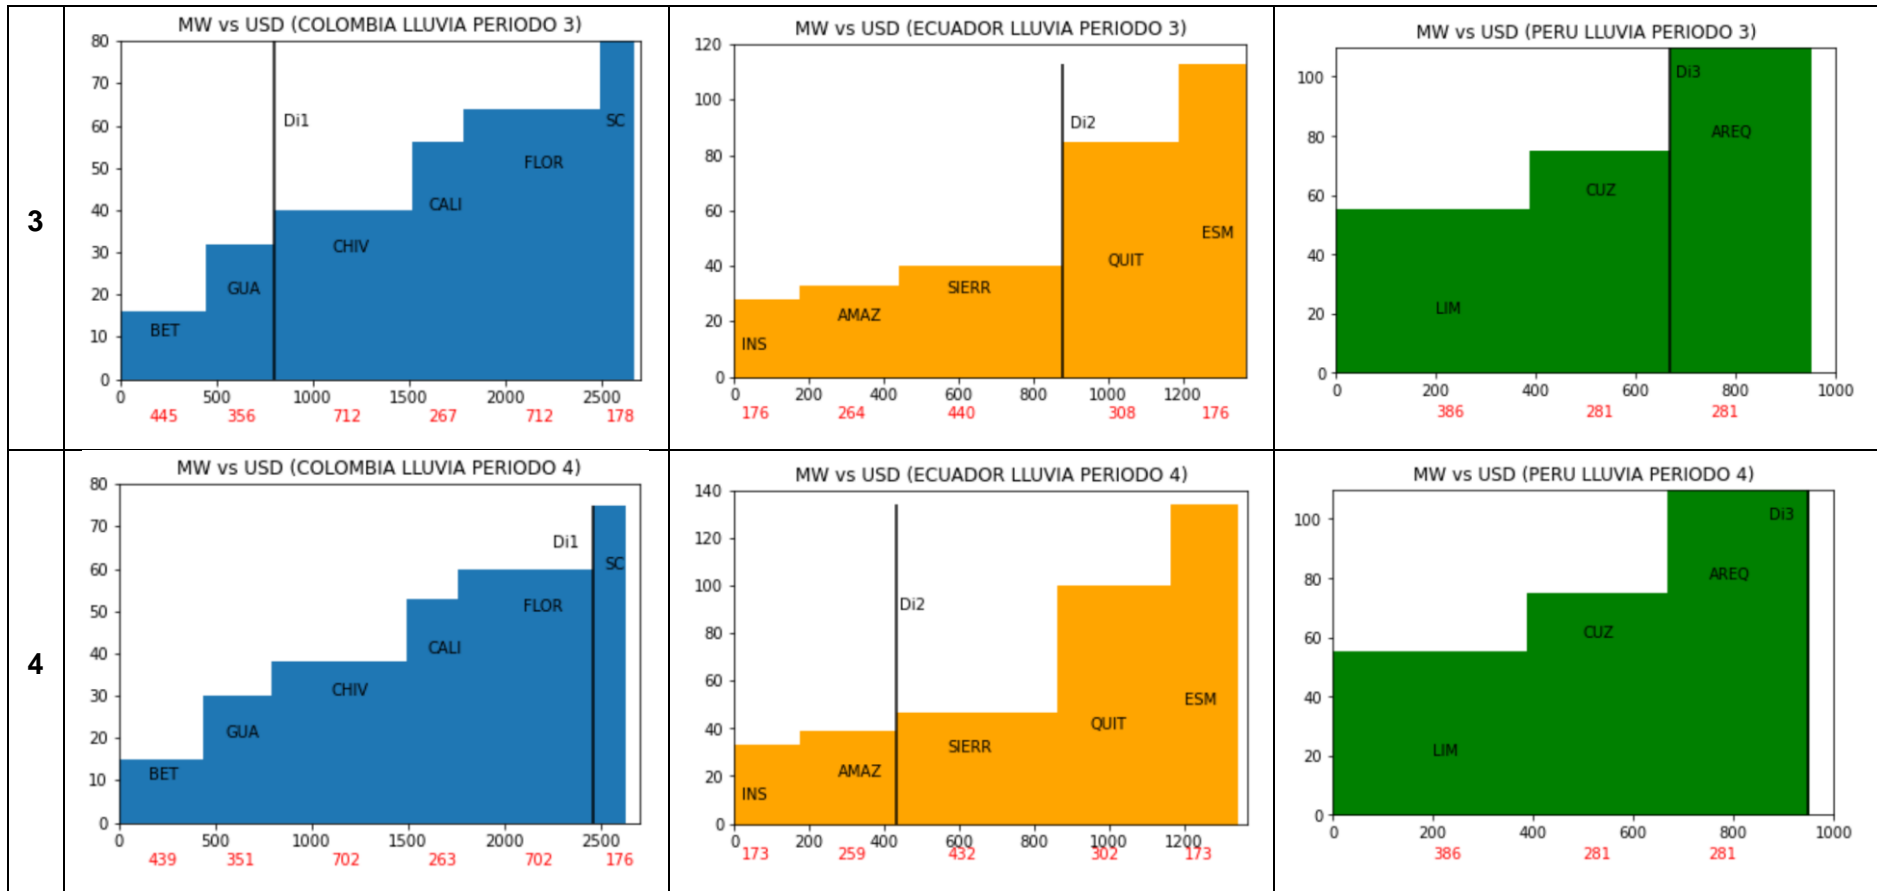 3
MW vs USD (COLOMBIA LLUVIA PERIODO 3)
80
70
60
50
40
30
20
10
0
Di1
SC
FLOR
CALI
CHIV
GUA
BET
0 500 1000 1500 2000 2500
445 356 712 267 712 178
MW vs USD (ECUADOR LLUVIA PERIODO 3)
120
100
80
60
40
20
0
Di2
ESM
QUIT
SIERR
AMAZ
INS
0 200 400 600 800 1000 1200
176 264 440 308 176
MW vs USD (PERU LLUVIA PERIODO 3)
100
80
60
40
20
0
Di3
AREQ
CUZ
LIM
0 200 400 600 800 1000
386 281 281
4
MW vs USD (COLOMBIA LLUVIA PERIODO 4)
80
70
60
50
40
30
20
10
0
Di1
SC
FLOR
CALI
CHIV
GUA
BET
0 500 1000 1500 2000 2500
439 351 702 263 702 176
MW vs USD (ECUADOR LLUVIA PERIODO 4)
140
120
100
80
60
40
20
0
Di2
ESM
QUIT
SIERR
AMAZ
INS
0 200 400 600 800 1000 1200
173 259 432 302 173
MW vs USD (PERU LLUVIA PERIODO 4)
100
80
60
40
20
0
Di3
AREQ
CUZ
LIM
0 200 400 600 800 1000
386 281 281